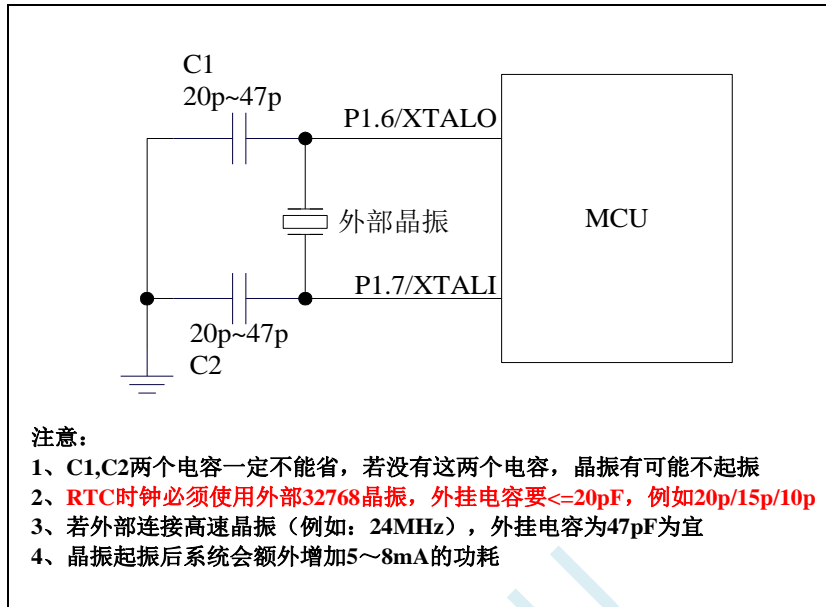 C1
20p~47p
P1.6/XTALO
外部晶振
MCU
P1.7/XTALI
20p~47p
C2
注意:
1、C1,C2两个电容一定不能省，若没有这两个电容，晶振有可能不起振
2、RTC时钟必须使用外部32768晶振，外挂电容要<=20pF，例如20p/15p/10p
3、若外部连接高速晶振（例如：24MHz），外挂电容为47pF为宜
4、晶振起振后系统会额外增加5～8mA的功耗